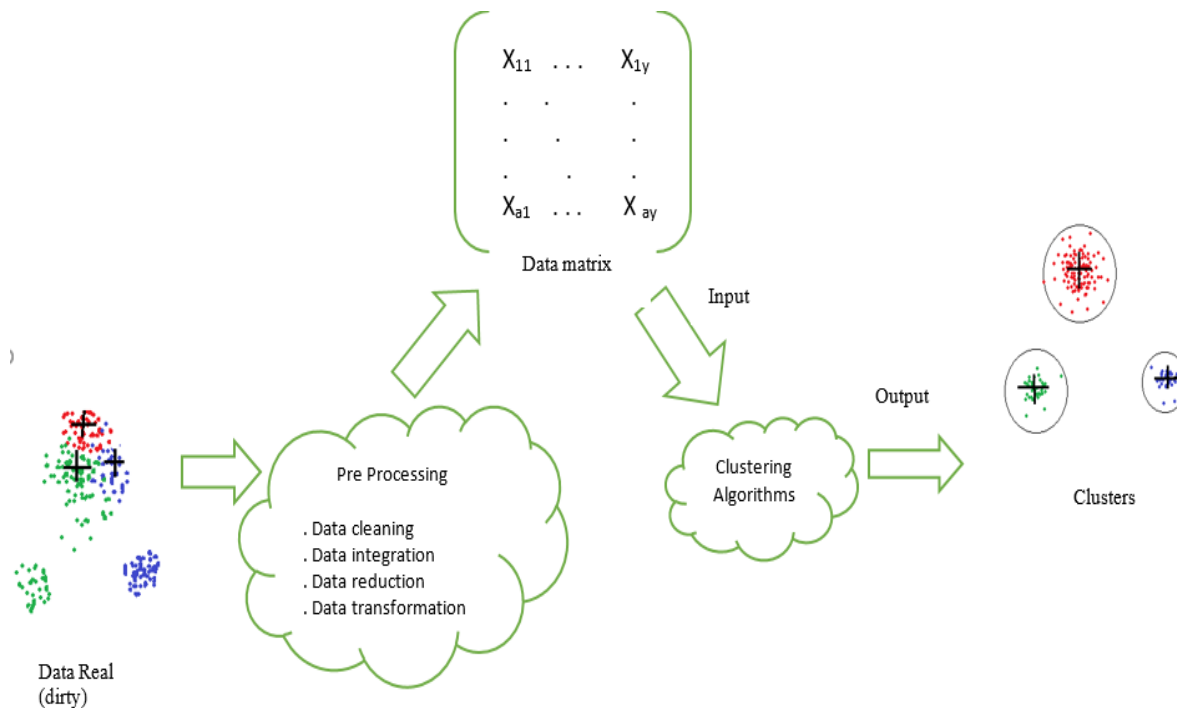 X11 . . . X1y
. . .
. . .
. . .
Xa1 . . . X ay
Data matrix
Input
Output
Pre Processing
. Data cleaning
. Data integration
. Data reduction
. Data transformation
Clustering
Algorithms
Clusters
Data Real
(dirty)